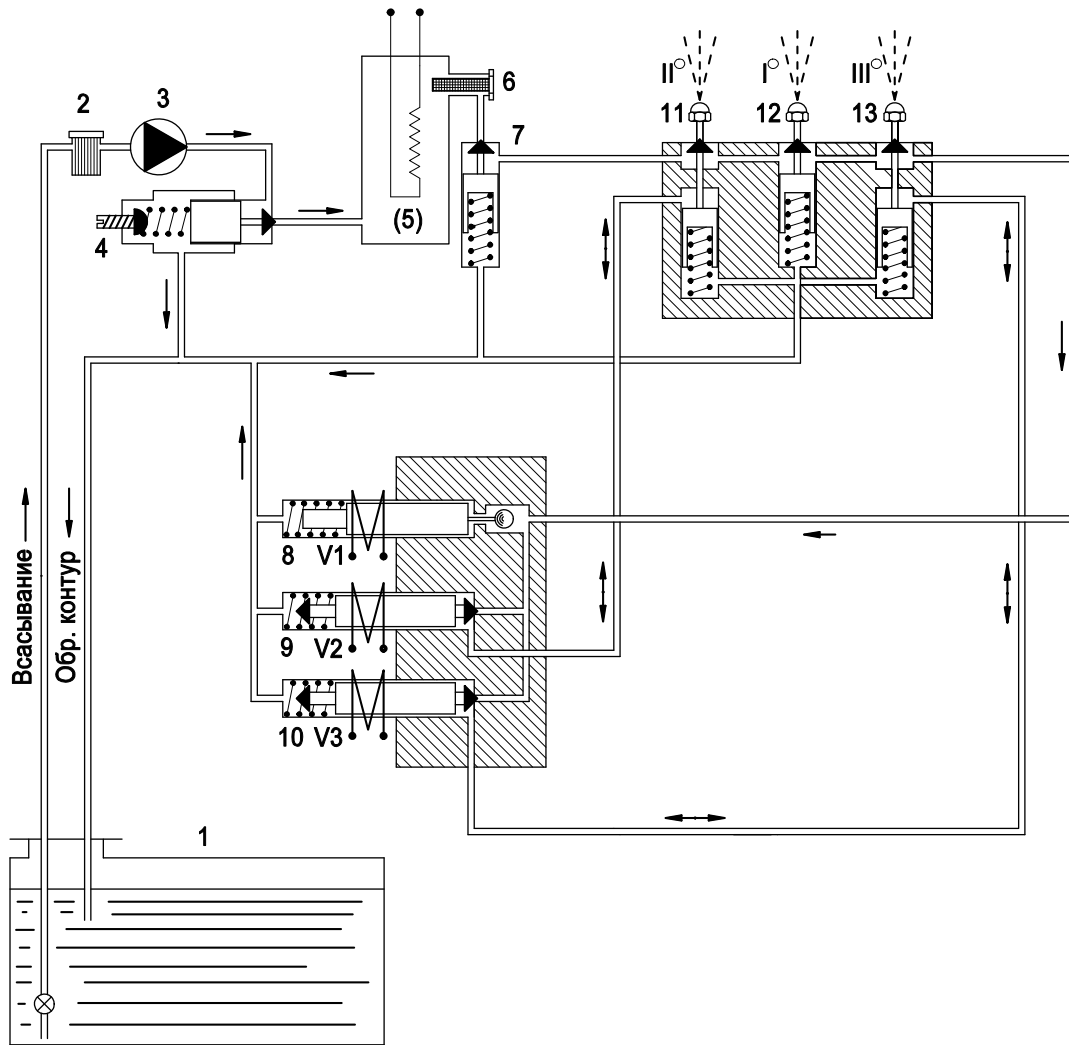 2
3
4
(5)
6
7
II° I° III°
11 12 13
8 V1
9 V2
10 V3
Всасывание
Обр. контур
1